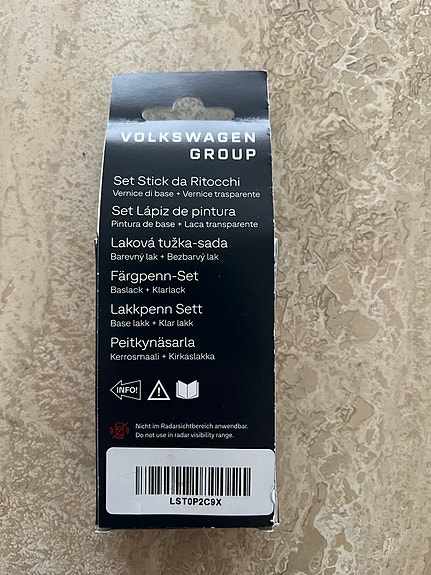 VOLKSWAGEN
GROUP
Set Stick da Ritocchi
Vernice di base + Vernice trasparente
Set Lápiz de pintura
Pintura de base + Laca transparente
Laková tužka-sada
Barevný lak + Bezbarvý lak
Färgpenn-Set
Baslack + Klarlack
Lakkpenn Sett
Base lakk + Klar lakk
Peitkynäsarla
Kerrosmaali + Kirkaslakka
INFO!
Nicht im Radarsichtbereich anwendbar.
Do not use in radar visibility range.
LST0P2C9X